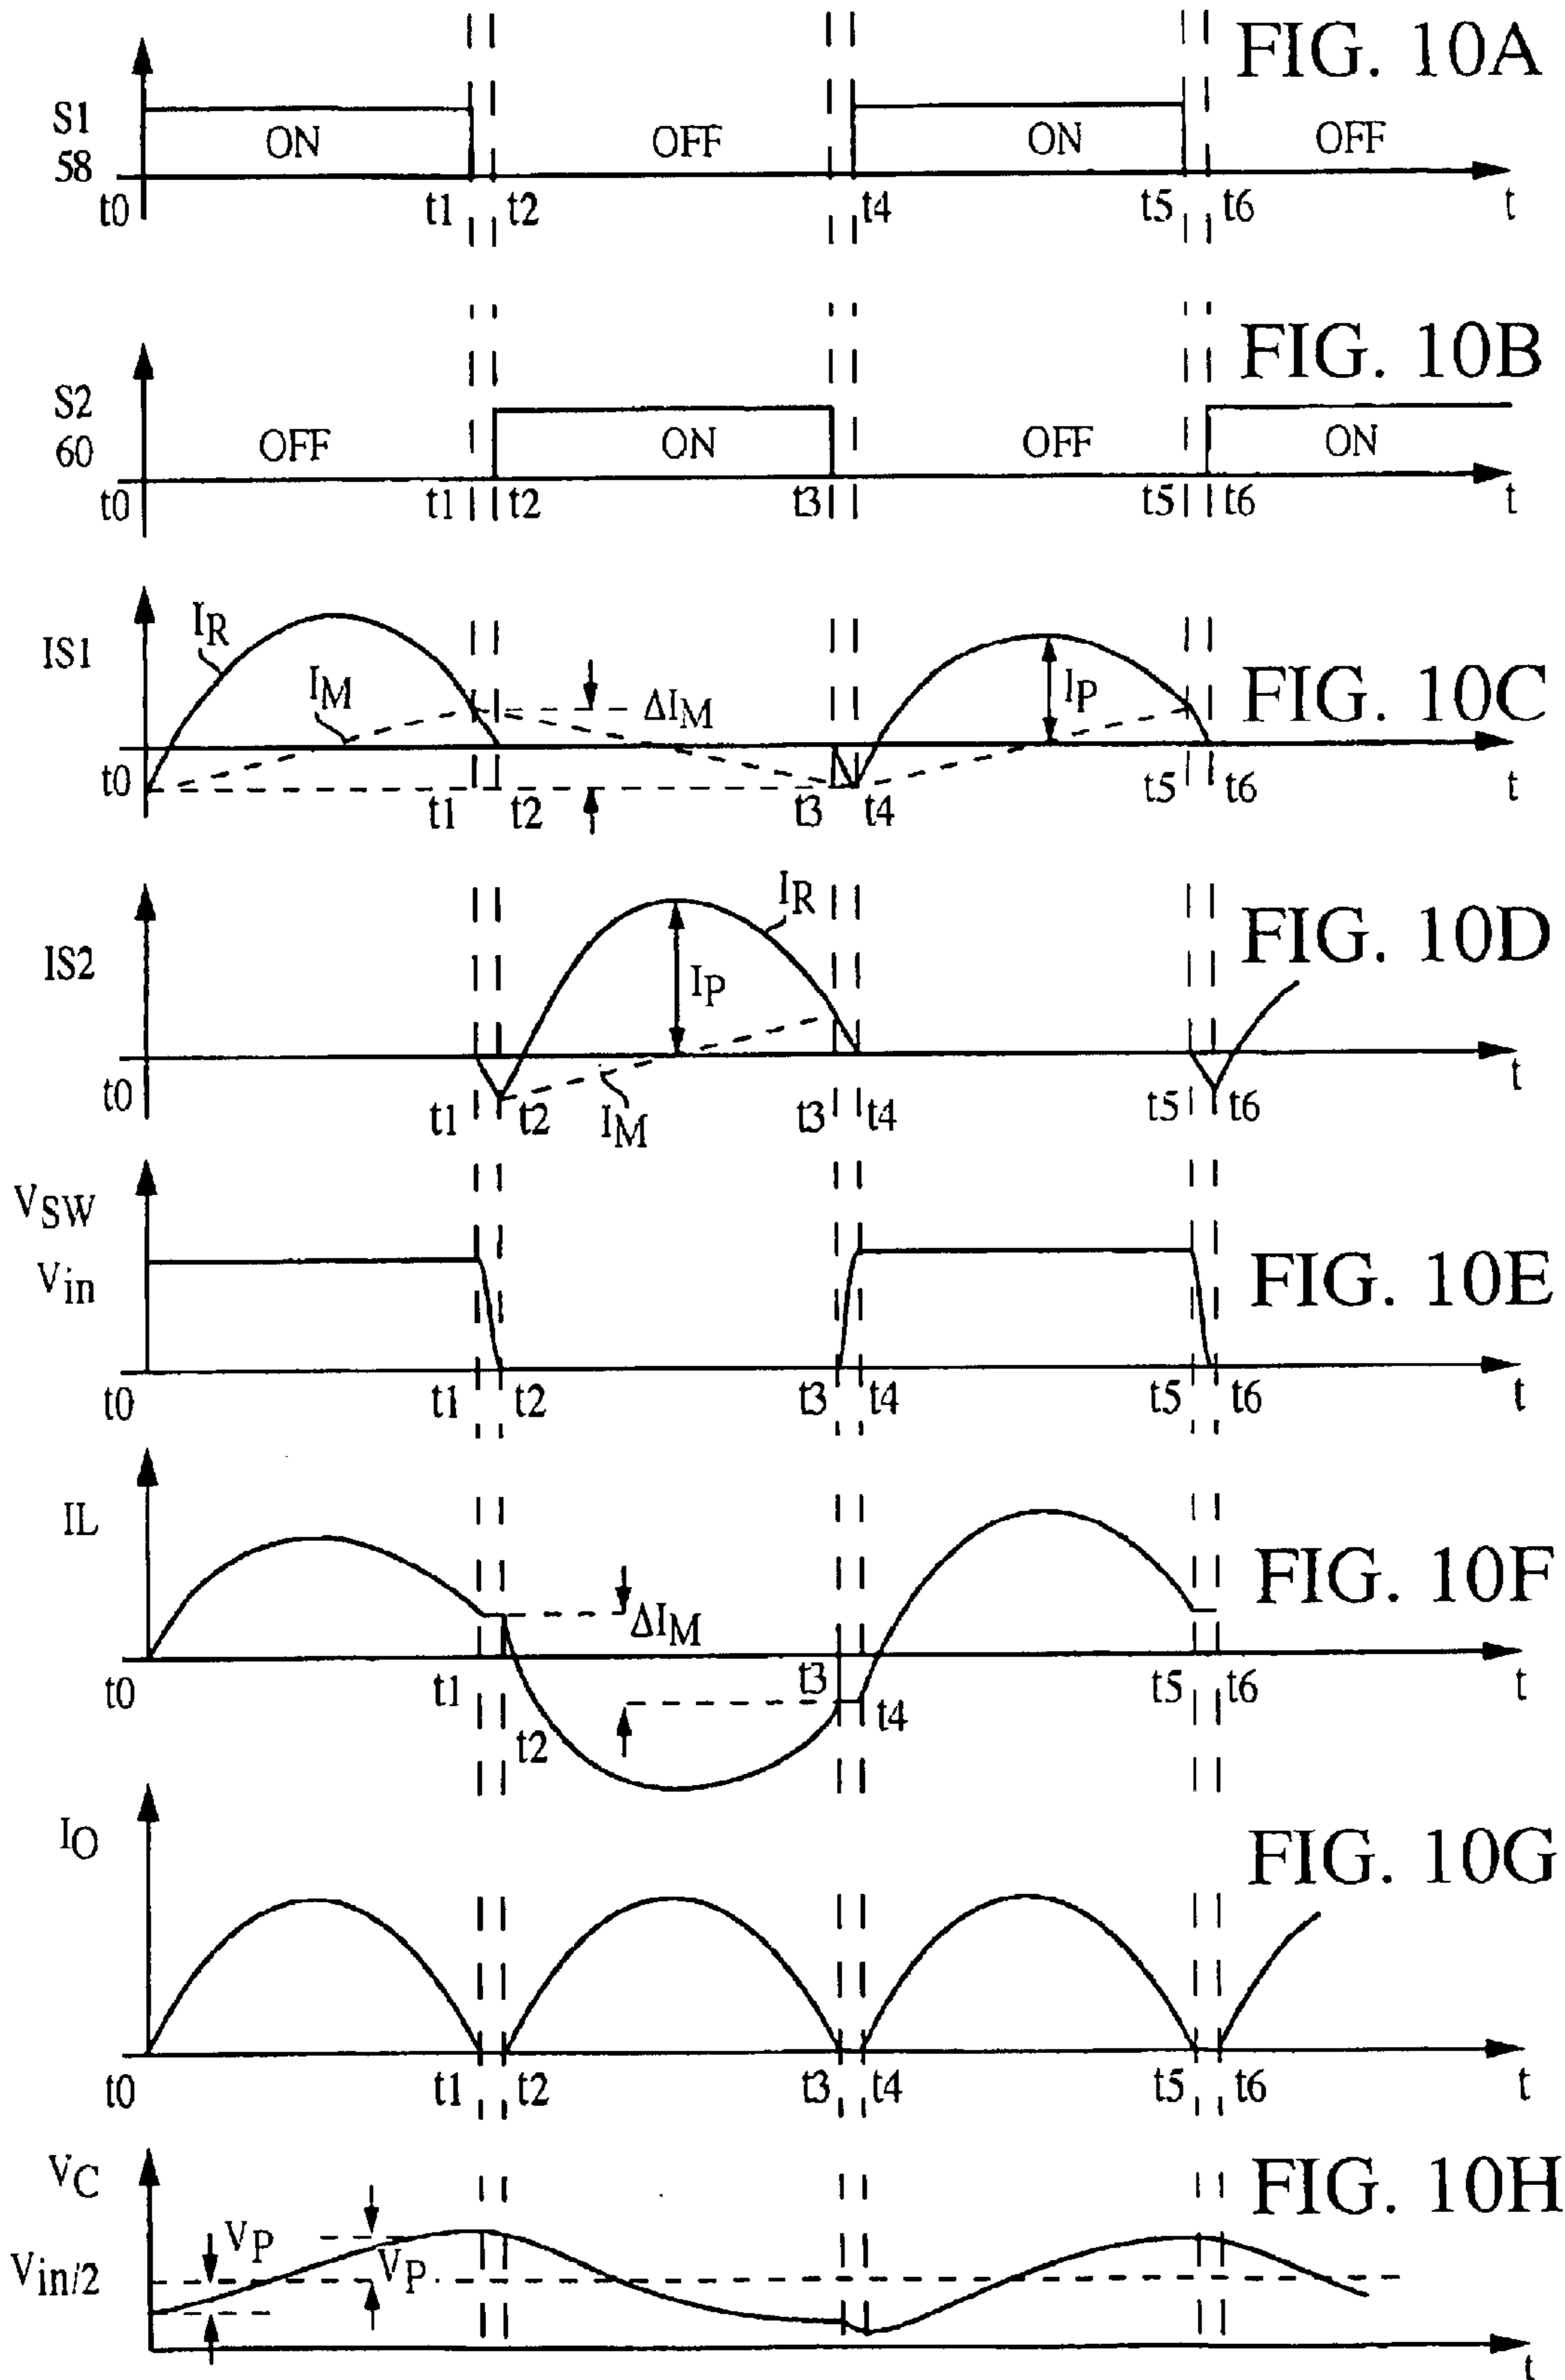 FIG. 10A
S1
58
ON OFF ON OFF
t0 t1 t2 t4 t5 t6 t
FIG. 10B
S2
60
OFF ON OFF ON
t0 t1 t2 t3 t5 t6 t
FIG. 10C
IS1
IR
IM
ΔIM
IP
t0 t1 t2 t3 t4 t5 t6 t
FIG. 10D
IS2
IR
IP
IM
t0 t1 t2 t3 t4 t5 t6 t
FIG. 10E
VSW
Vin
t0 t1 t2 t3 t4 t5 t6 t
FIG. 10F
IL
ΔIM
t0 t1 t2 t3 t4 t5 t6 t
FIG. 10G
IO
t0 t1 t2 t3 t4 t5 t6 t
FIG. 10H
VC
VP
VP
Vin/2
t